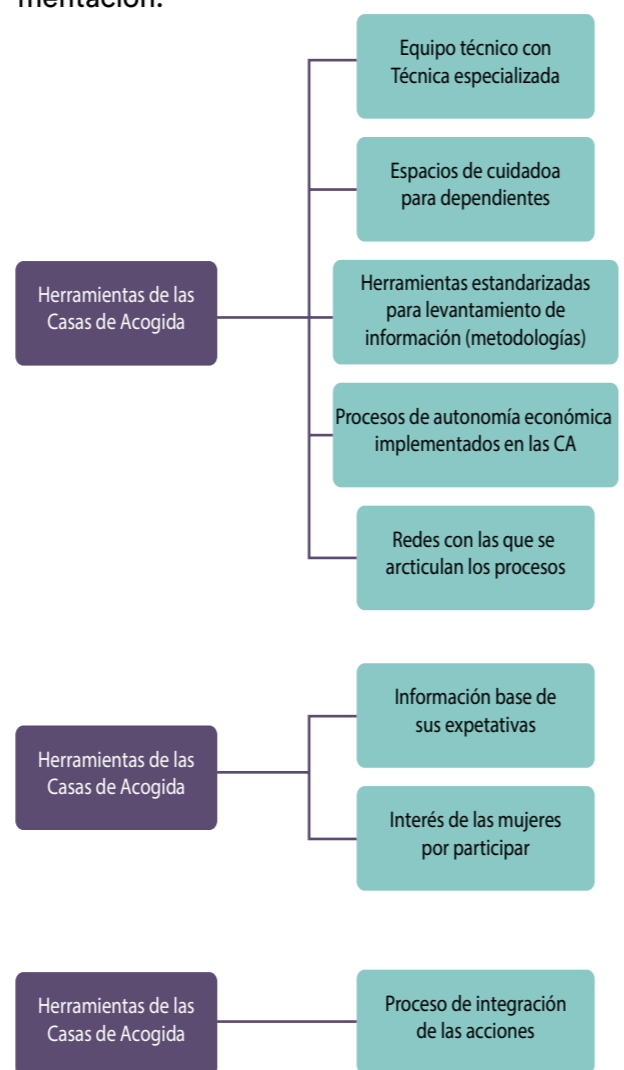 mentación.
Equipo técnico con
Técnica especializada
Espacios de cuidadoa
para dependientes
Herramientas de las
Casas de Acogida
Herramientas estandarizadas
para levantamiento de
información (metodologías)
Procesos de autonomía económica
implementados en las CA
Redes con las que se
arcticulan los procesos
Información base de
sus expetativas
Herramientas de las
Casas de Acogida
Interés de las mujeres
por participar
Herramientas de las
Casas de Acogida
Proceso de integración
de las acciones